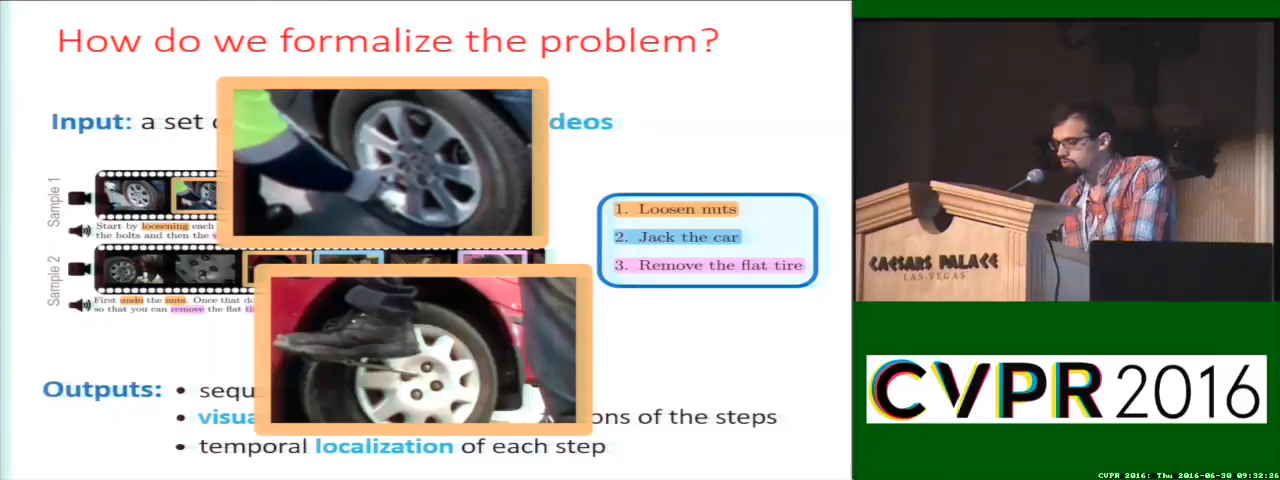 How do we formalize the problem?
Input: a set
deos
Sample 1
Start by loosening each
the bolts and then the
Sample 2
First undo the nuts. Once that
so that you can remove the flat
1. Loosen nuts
2. Jack the car
3. Remove the flat tire
Outputs:
• sequ
• visua
ons of the steps
• temporal localization of each step
CAESARS PALACE
LAS VEGAS
CVPR 2016
CVPR 2016: Thu 2016-06-30 09:32:26